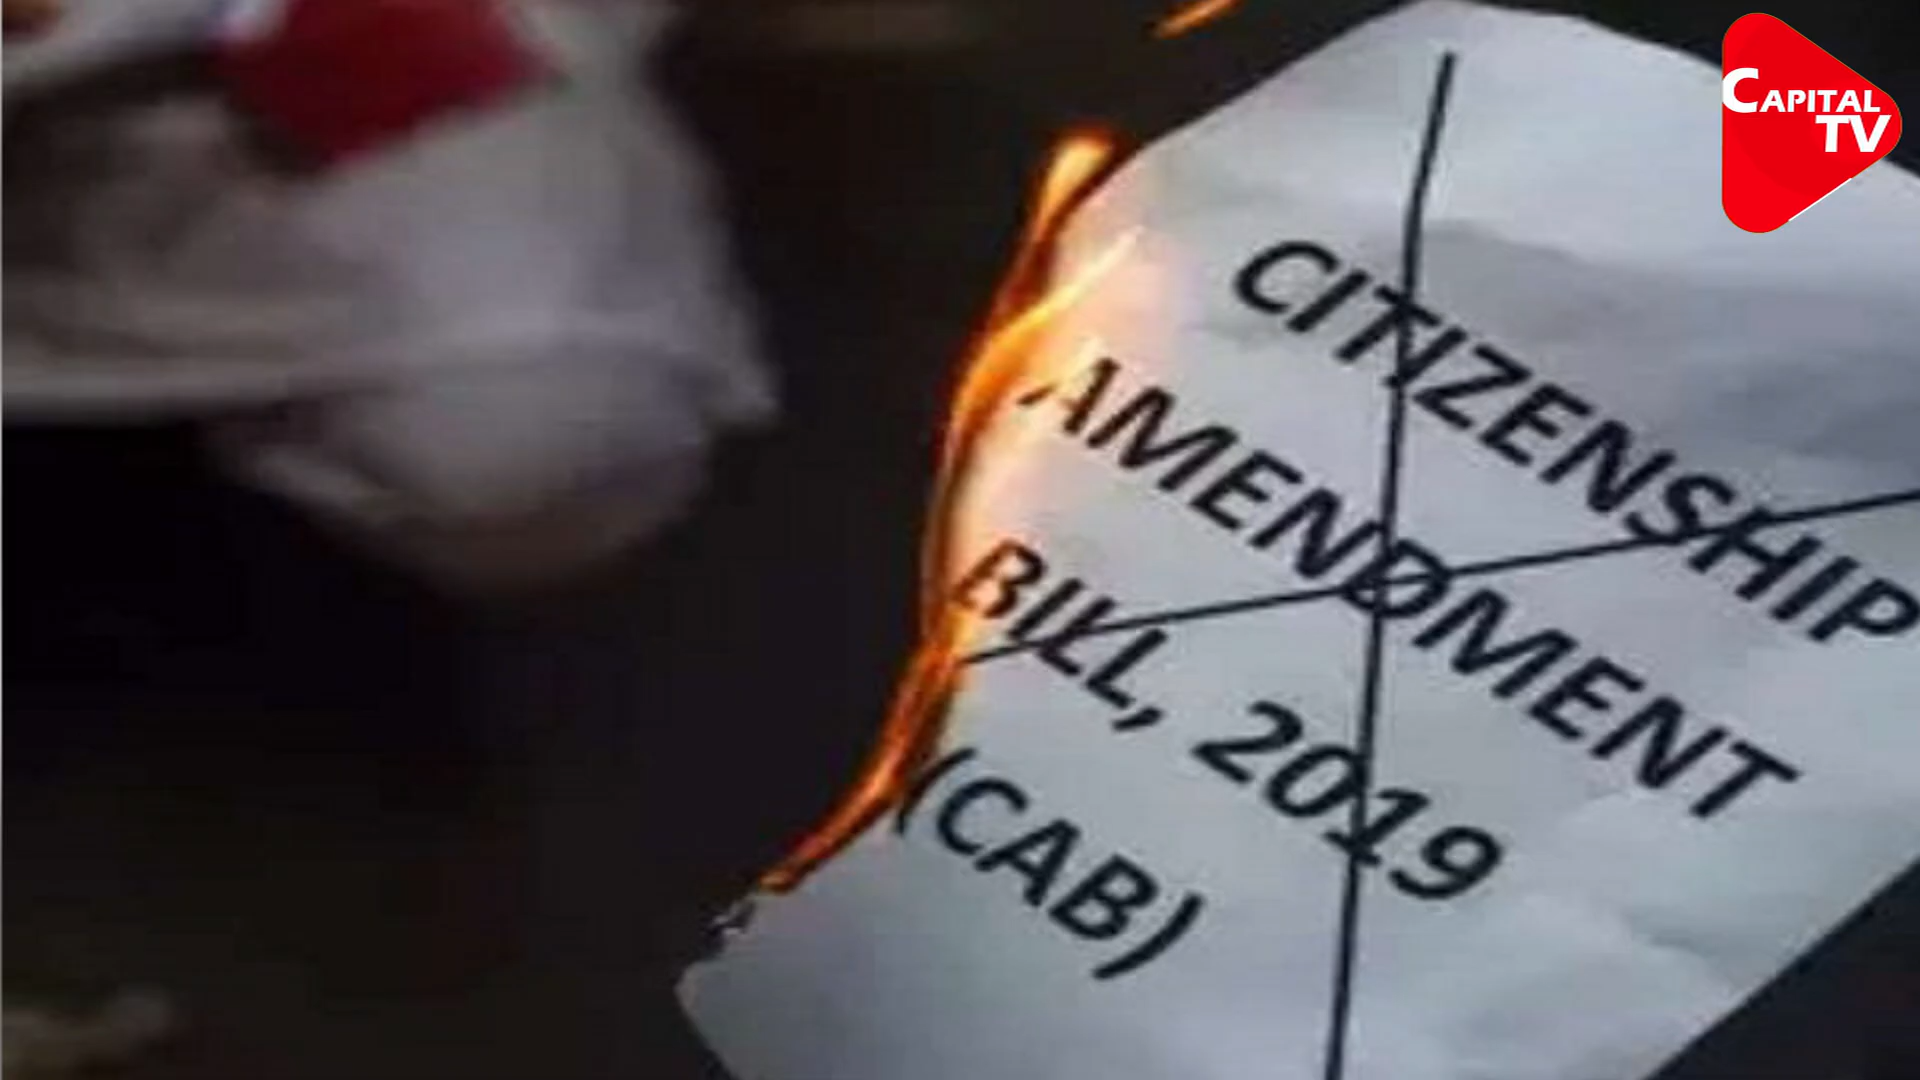 CAPITAL
TV
CITIZENSHIP
AMENDMENT
BILL, 2019
(CAB)